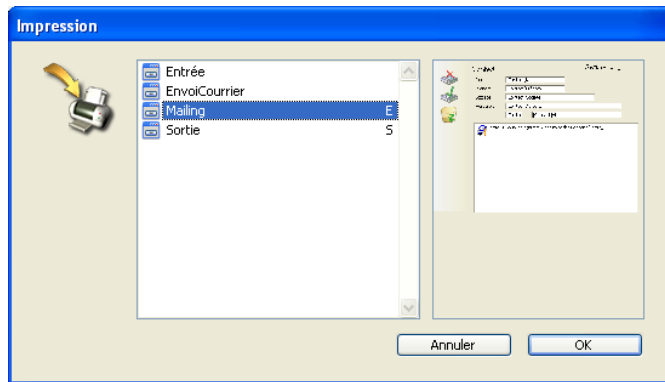 Impression
Entrée
EnvoiCourrier
Mailing E
Sortie S
Annuler OK